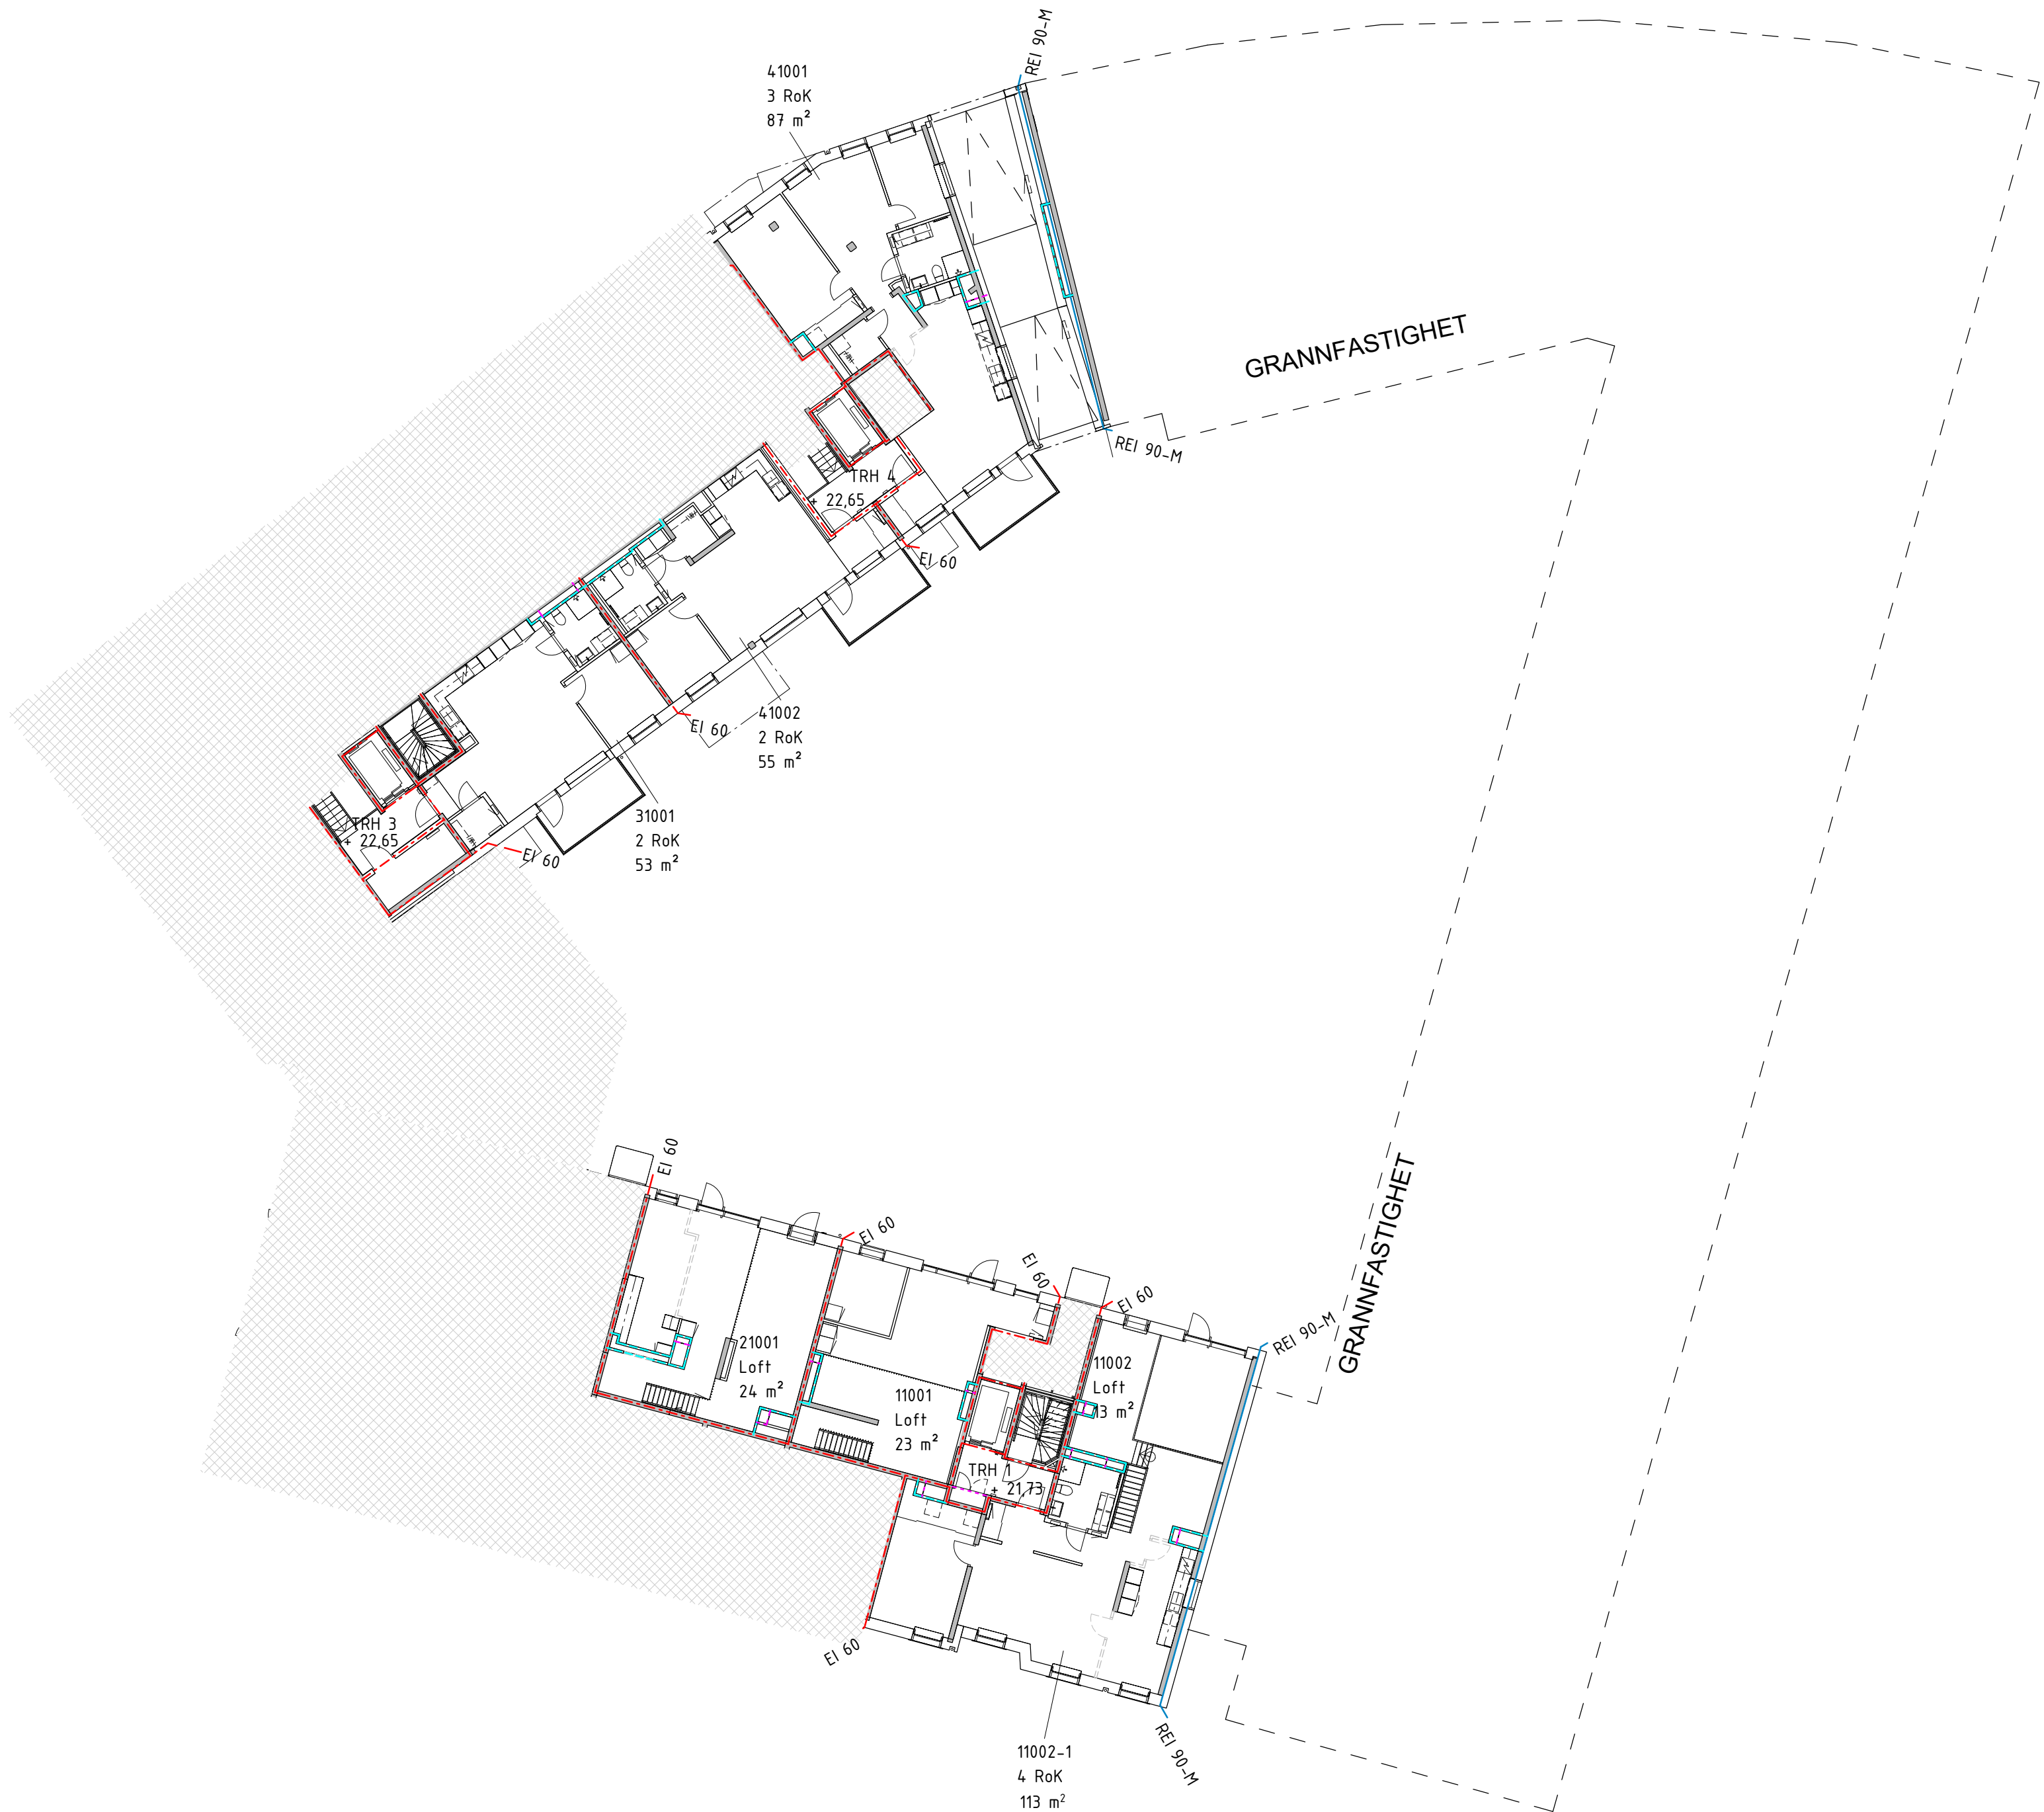 REI 90-M
41001
3 RoK
87 m²
GRANNFASTIGHET
REI 90-M
TRH 4
+ 22,65
EI 60
41002
2 RoK
55 m²
EI 60
31001
2 RoK
53 m²
TRH 3
+ 22,65
EI 60
EI 60
EI 60
EI 60
EI 60
GRANNFASTIGHET
REI 90-M
21001
Loft
24 m²
11001
Loft
23 m²
11002
Loft
13 m²
TRH 1
+ 21,73
EI 60
REI 90-M
11002-1
4 RoK
113 m²